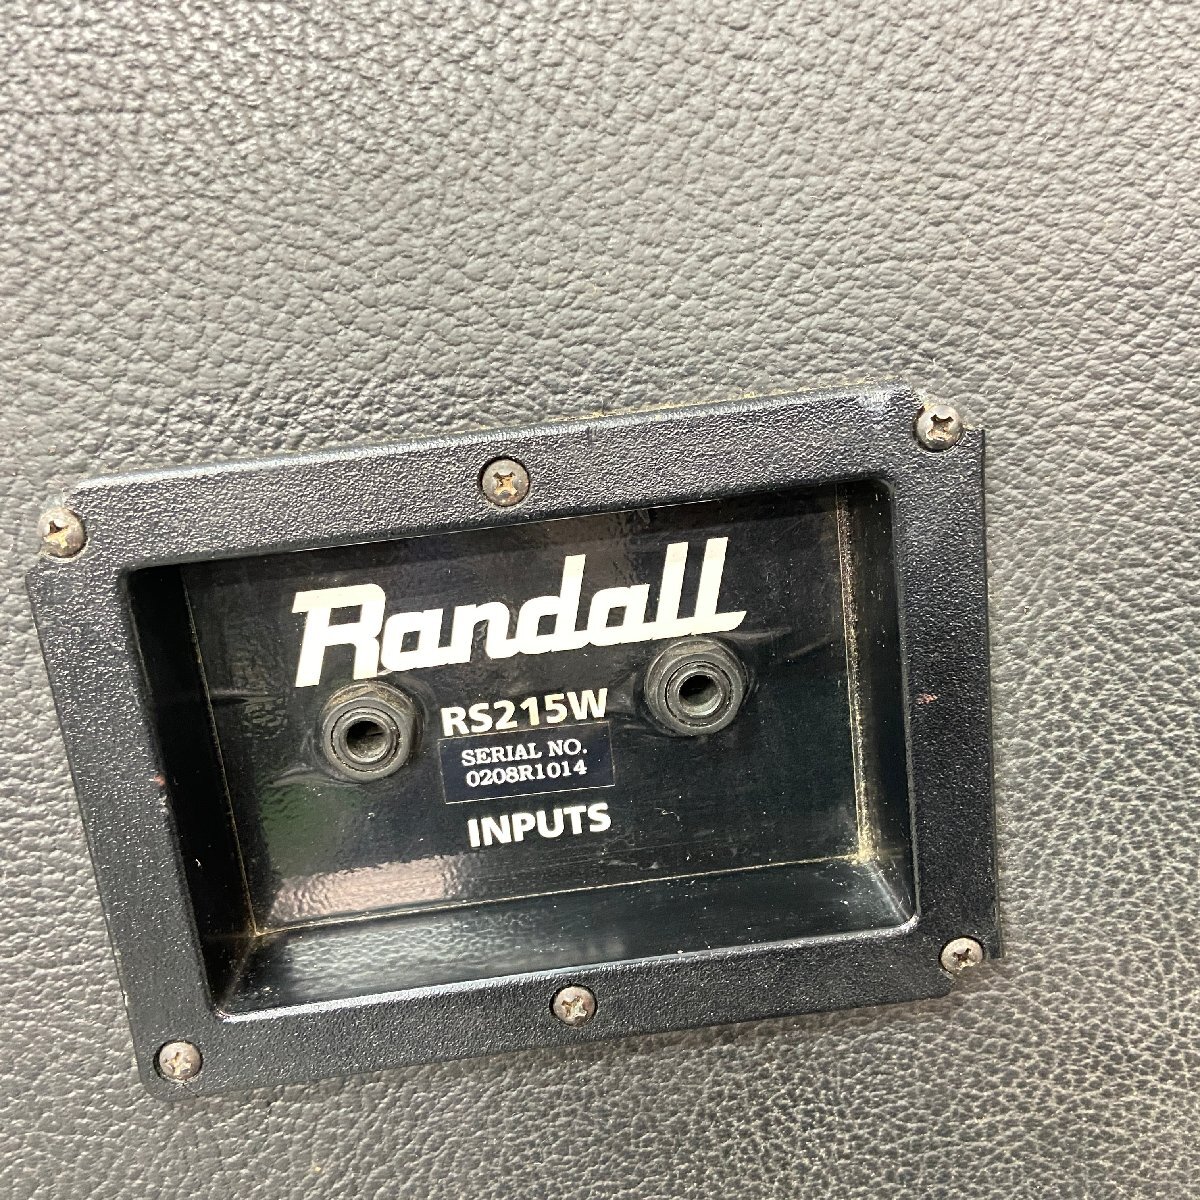 Randall
RS215W
SERIAL NO.
0208R1014
INPUTS